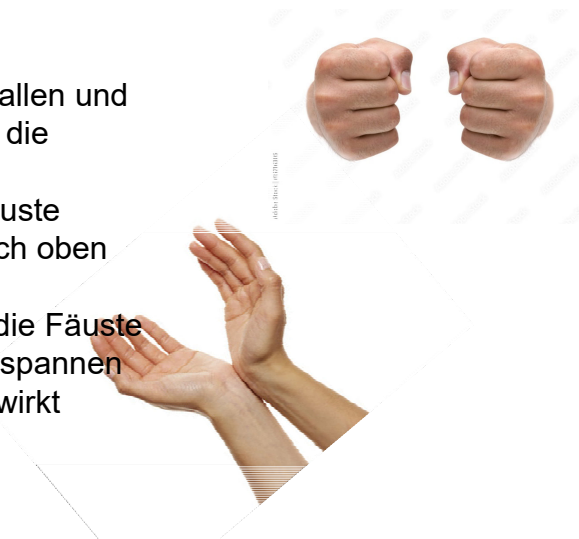 allen und
die
uste
ch oben
die Fäuste
spannen
wirkt